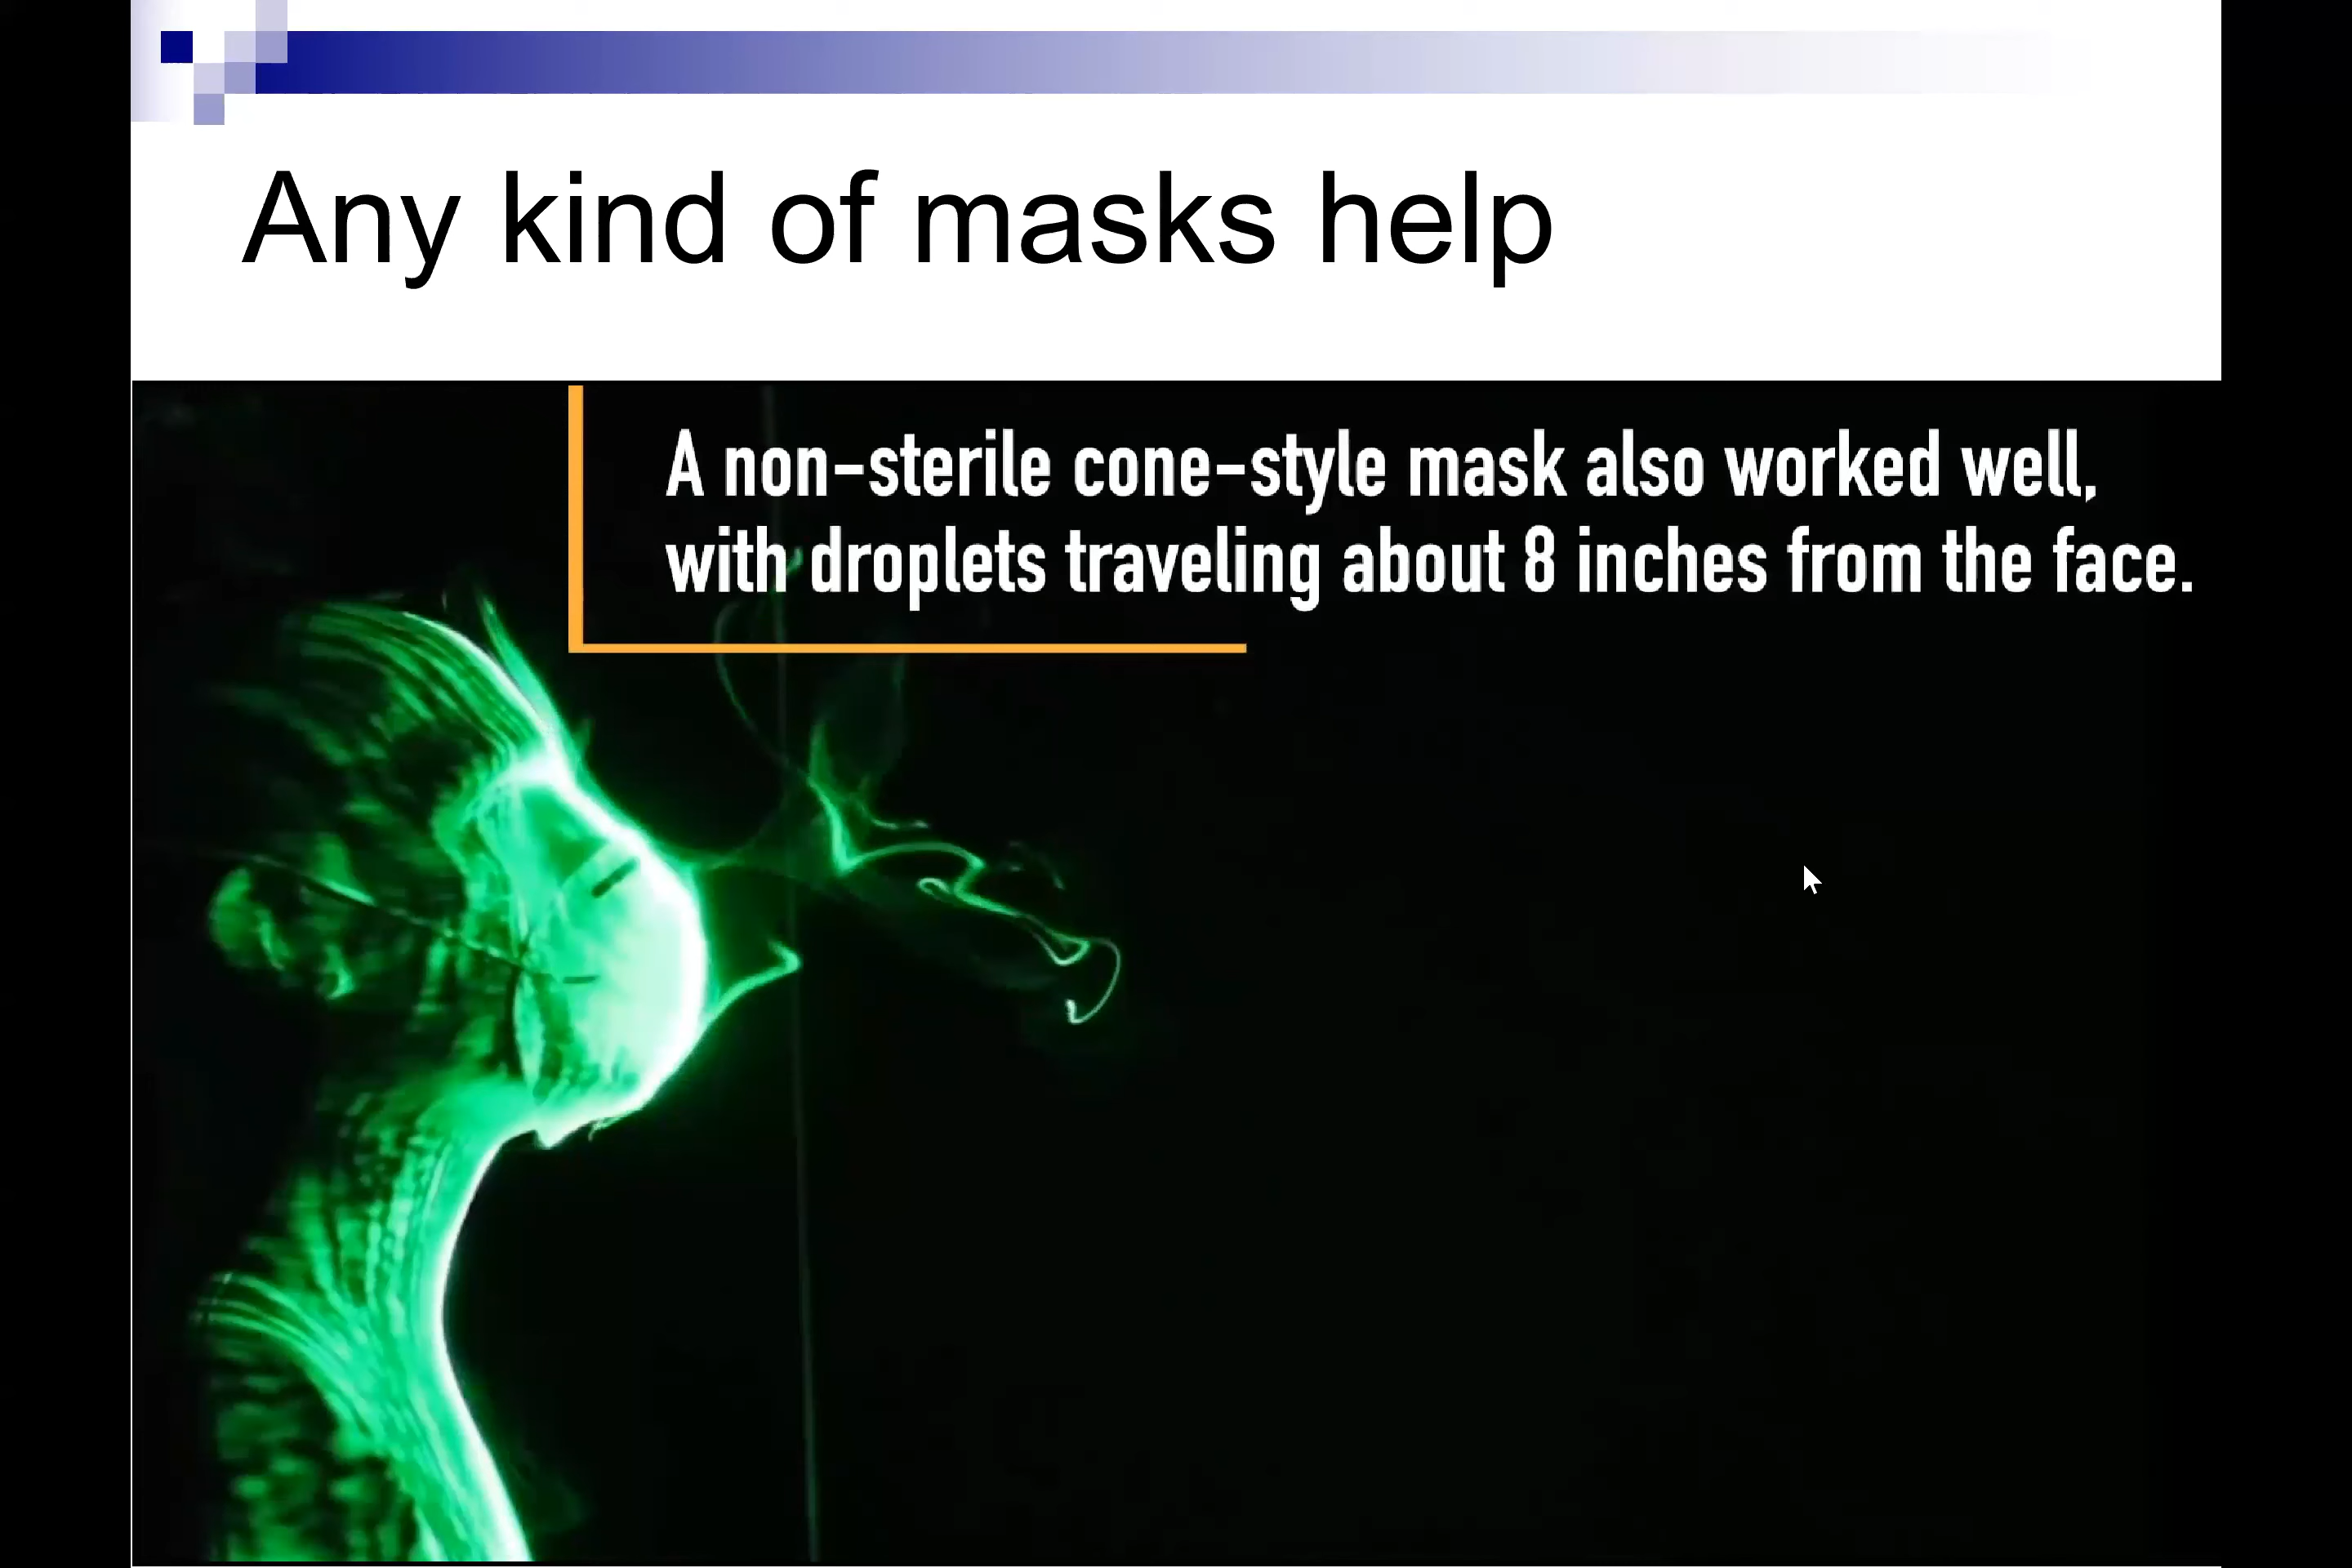 Any kind of masks help
A non-sterile cone-style mask also worked well,
with droplets traveling about 8 inches from the face.